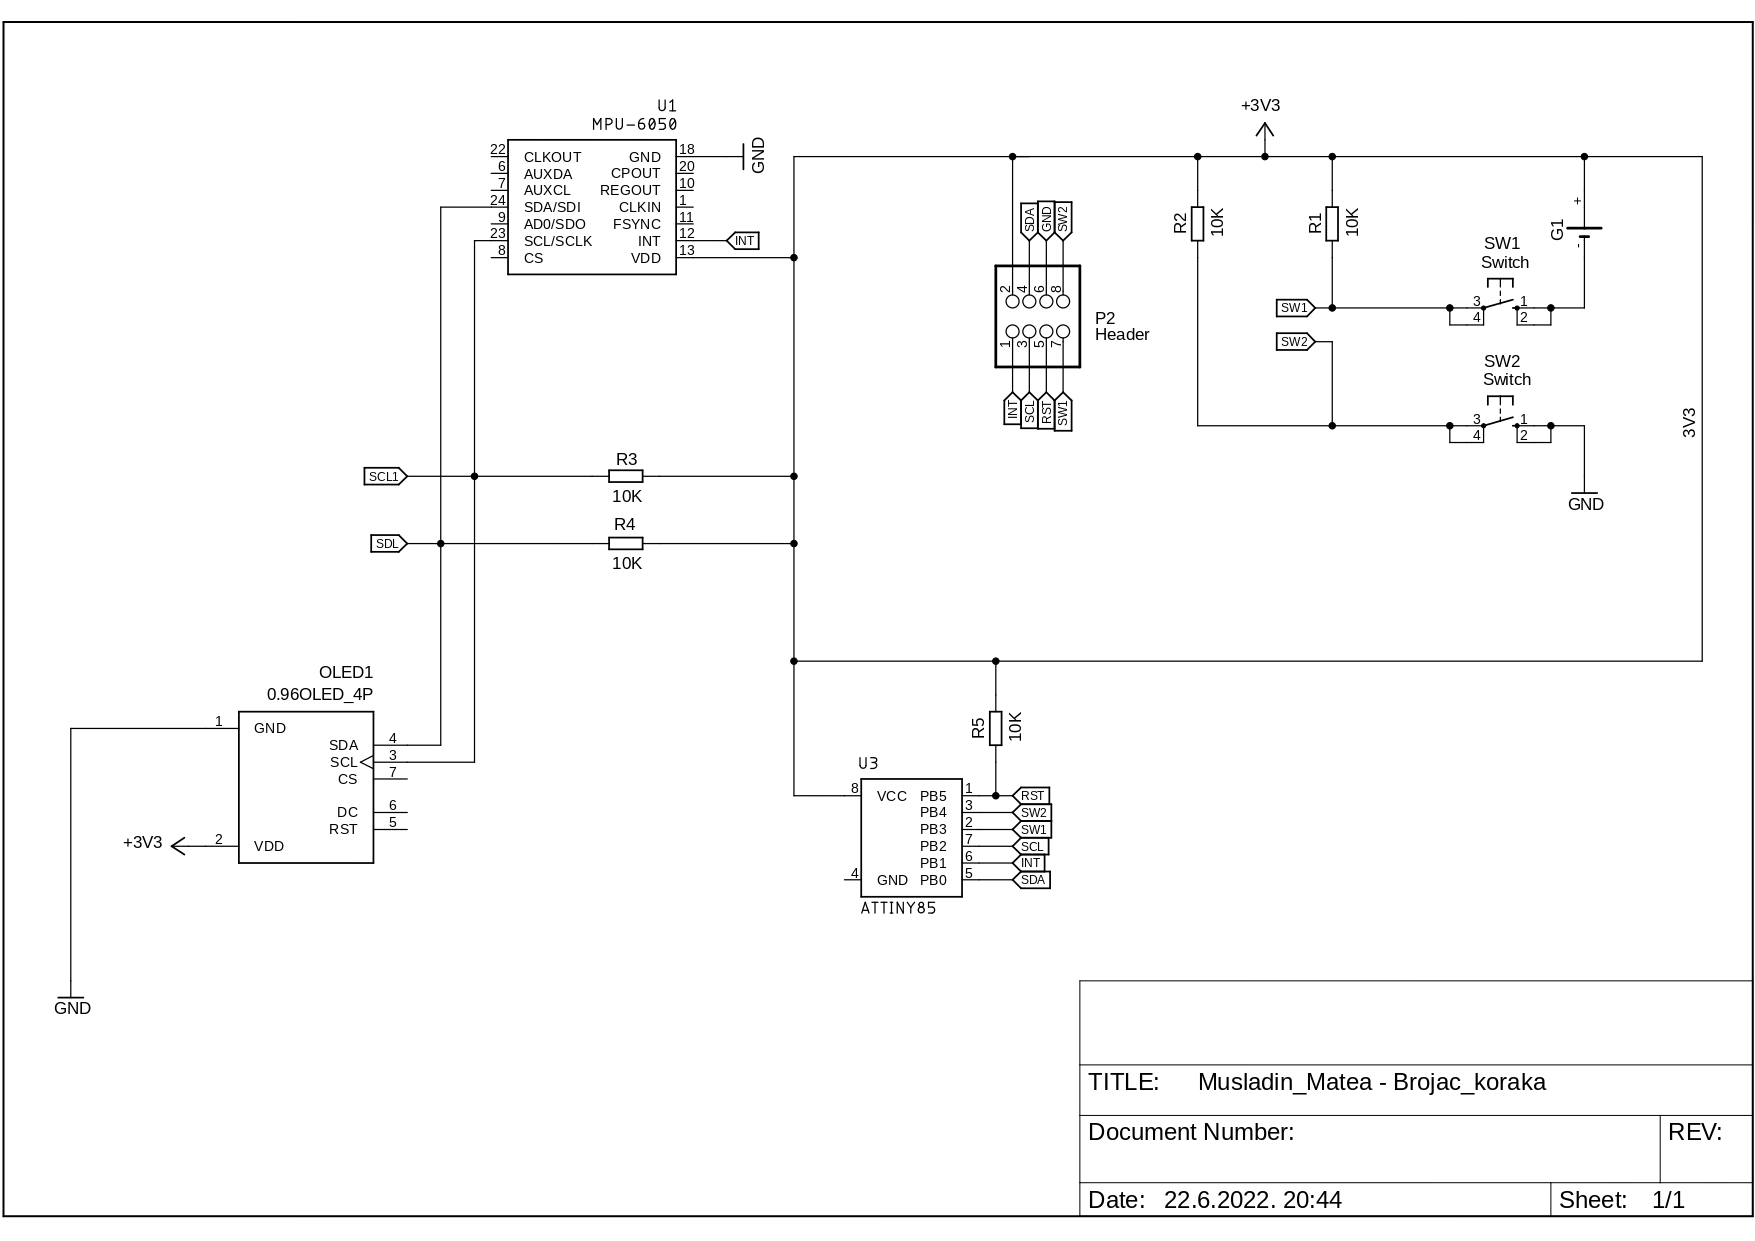 U1
MPU-6050
22 CLKOUT GND 18 GND
6 AUXDA CPOUT 20
7 AUXCL REGOUT 10
24 SDA/SDI CLKIN 1
9 AD0/SDO FSYNC 11
23 SCL/SCLK INT 12 INT
8 CS VDD 13
+3V3
SDA GND SW2
2 4 6 8
1 3 5 7
INT SCL RST SW1
P2
Header
R2 10K
R1 10K
G1 + -
SW1
Switch
SW1 3 1
4 2
SW2
SW2
Switch
3 1
4 2
GND
3V3
R3
SCL1
10K
R4
SDL
10K
OLED1
0.96OLED_4P
1 GND
SDA 4
SCL 3
CS 7
DC 6
RST 5
+3V3 2 VDD
GND
R5 10K
U3
8 VCC PB5 1 RST
PB4 3 SW2
PB3 2 SW1
PB2 7 SCL
PB1 6 INT
4 GND PB0 5 SDA
ATTINY85
TITLE: Musladin_Matea - Brojac_koraka
Document Number: REV:
Date: 22.6.2022. 20:44 Sheet: 1/1